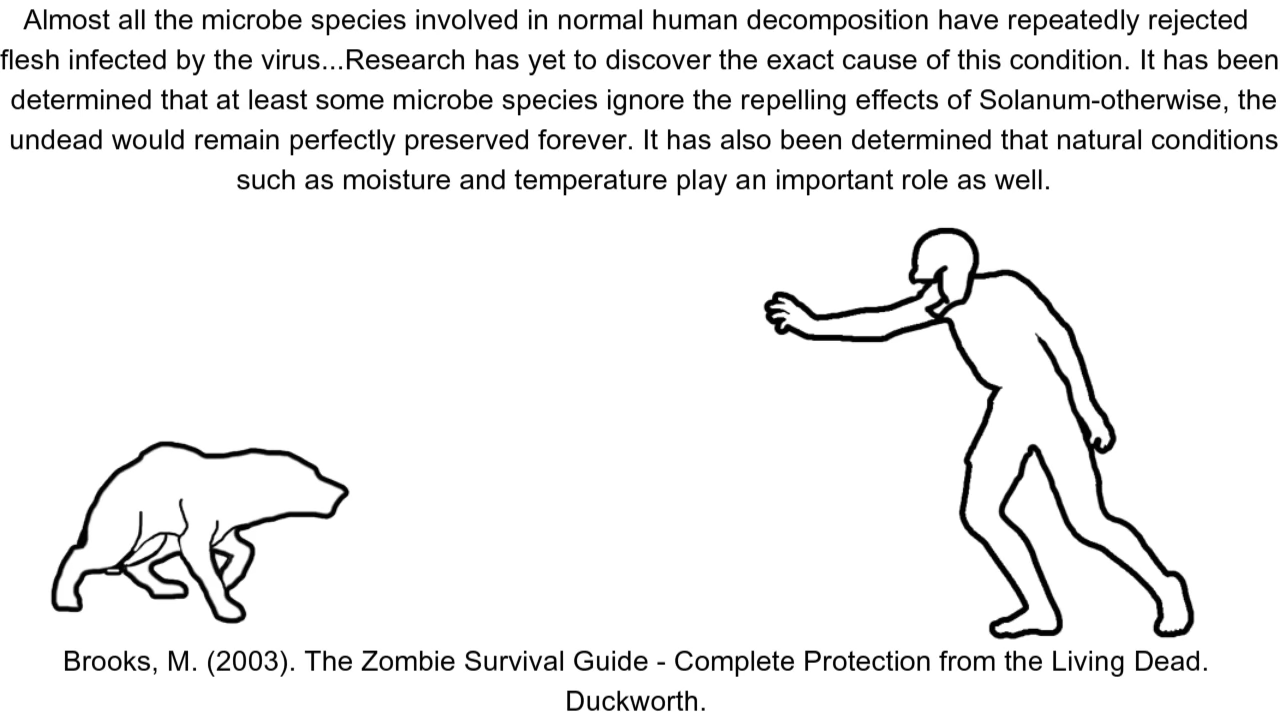 Almost all the microbe species involved in normal human decomposition have repeatedly rejected
flesh infected by the virus...Research has yet to discover the exact cause of this condition. It has been
determined that at least some microbe species ignore the repelling effects of Solanum-otherwise, the
undead would remain perfectly preserved forever. It has also been determined that natural conditions
such as moisture and temperature play an important role as well.
Brooks, M. (2003). The Zombie Survival Guide - Complete Protection from the Living Dead.
Duckworth.